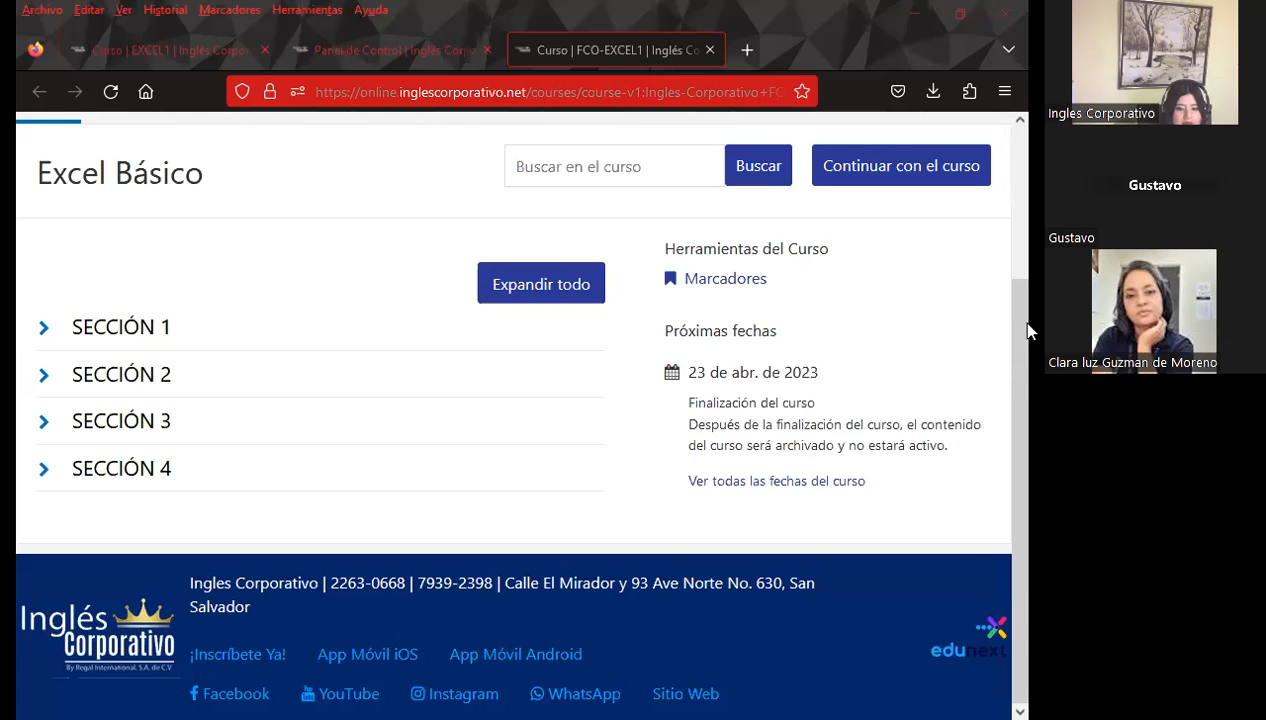 Archivo Editar Ver Historial Marcadores Herramientas Ayuda
Curso | EXCEL1 | Inglés Corpo
Panel de Control | Inglés Corp
Curso | FCO-EXCEL1 | Inglés Co
https://online.inglescorporativo.net/courses/course-v1:Ingles-Corporativo+FC
Excel Básico
Buscar en el curso
Buscar
Continuar con el curso
Expandir todo
SECCIÓN 1
SECCIÓN 2
SECCIÓN 3
SECCIÓN 4
Herramientas del Curso
Marcadores
Próximas fechas
23 de abr. de 2023
Finalización del curso
Después de la finalización del curso, el contenido
del curso será archivado y no estará activo.
Ver todas las fechas del curso
Inglés
Corporativo
By Regal International, S.A. de C.V
Ingles Corporativo | 2263-0668 | 7939-2398 | Calle El Mirador y 93 Ave Norte No. 630, San
Salvador
¡Inscríbete Ya! App Móvil iOS App Móvil Android
Facebook YouTube Instagram WhatsApp Sitio Web
edunext
Ingles Corporativo
Gustavo
Gustavo
Clara luz Guzman de Moreno